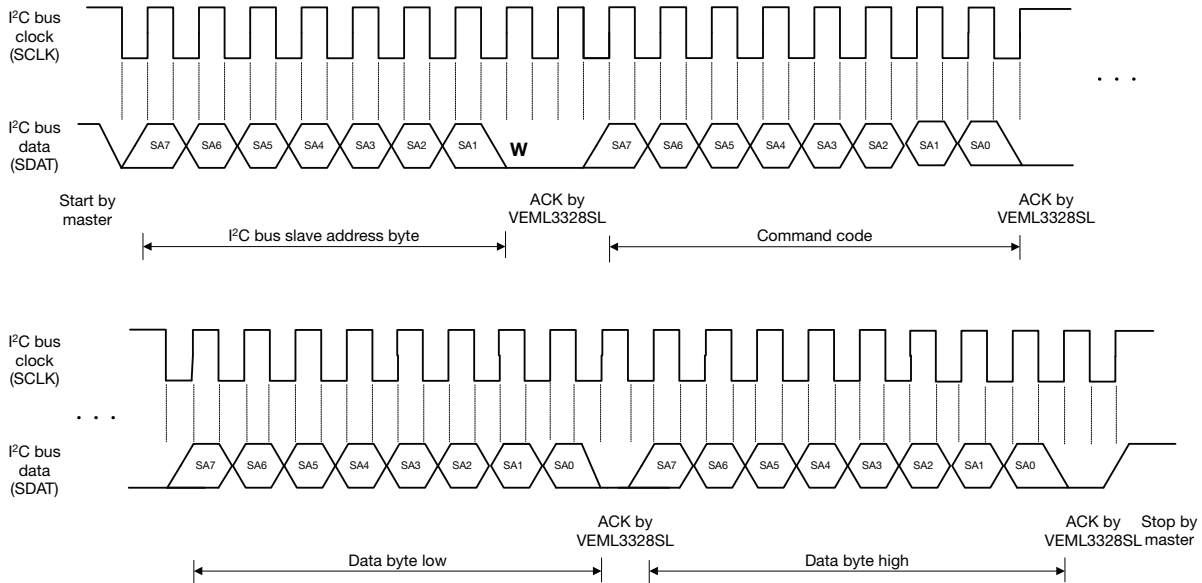 I²C bus
clock
(SCLK)
. . .
I²C bus
data
(SDAT)
SA7 SA6 SA5 SA4 SA3 SA2 SA1 W SA7 SA6 SA5 SA4 SA3 SA2 SA1 SA0
Start by
master
ACK by
VEML3328SL
ACK by
VEML3328SL
I²C bus slave address byte
Command code
I²C bus
clock
(SCLK)
. . .
I²C bus
data
(SDAT)
SA7 SA6 SA5 SA4 SA3 SA2 SA1 SA0 SA7 SA6 SA5 SA4 SA3 SA2 SA1 SA0
ACK by
VEML3328SL
ACK by
VEML3328SL
Stop by
master
Data byte low
Data byte high